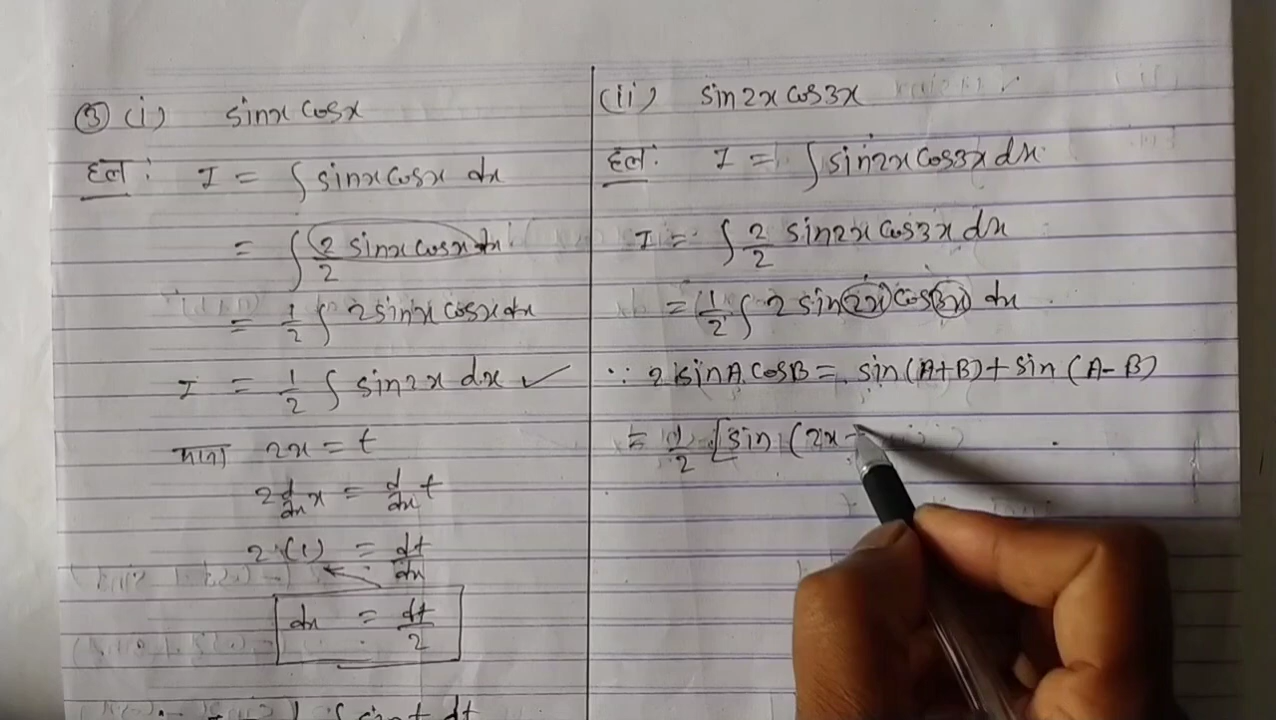 ③ (i) sinx cosx
हल : I = ∫ sinx cosx dx
= ∫ 2/2 sinx cosx dx
= 1/2 ∫ 2 sinx cosx dx
I = 1/2 ∫ sin2x dx ✓
माना 2x = t
2 d/dx x = d/dx t
2 (1) = dt/dx
dx = dt/2
∫ sint dt
(ii) sin2x cos3x
हल : I = ∫ sin2x cos3x dx
I = ∫ 2/2 sin2x cos3x dx
= 1/2 ∫ 2 sin(2x) cos(3x) dx
∵ 2 sinA cosB = sin(A+B) + sin(A-B)
= 1/2 ∫ sin (2x